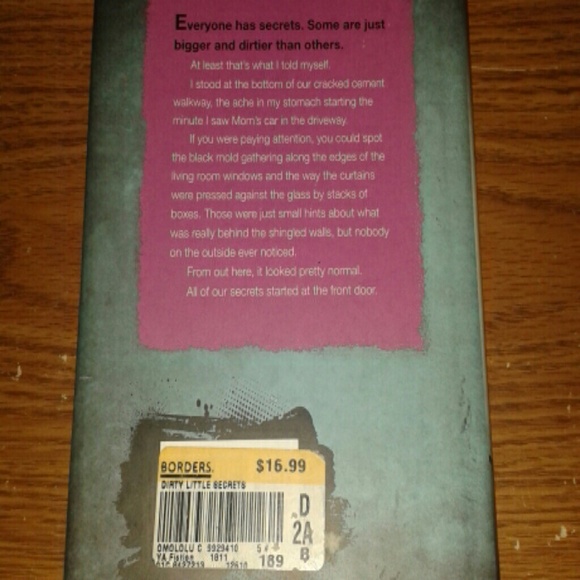 Everyone has secrets. Some are just
bigger and dirtier than others.
At least that's what I told myself.
I stood at the bottom of our cracked cement
walkway, the ache in my stomach starting the
minute I saw Mom's car in the driveway.
If you were paying attention, you could spot
the black mold gathering along the edges of the
living room windows and the way the curtains
were pressed against the glass by stacks of
boxes. Those were just small hints about what
was really behind the shingled walls, but nobody
on the outside ever noticed.
From out here, it looked pretty normal.
All of our secrets started at the front door.
BORDERS. $16.99
DIRTY LITTLE SECRETS
D
2A
B
OMOLOLU C 9929410 54
YA Fiction 1011 189